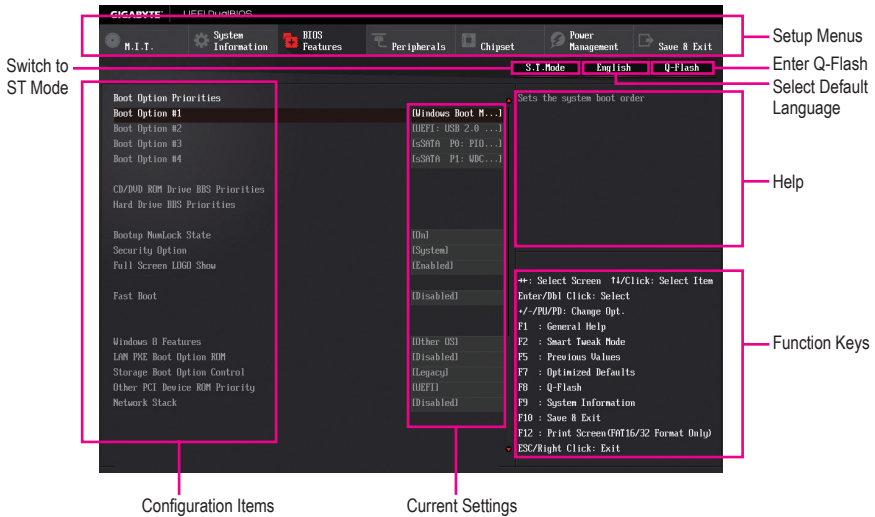 GIGABYTE UEFI DualBIOS
M.I.T. System Information BIOS Features Peripherals Chipset Power Management Save & Exit
Setup Menus
Switch to ST Mode
S.T.Mode English Q-Flash
Enter Q-Flash
Select Default Language
Boot Option Priorities
Boot Option #1 [Windows Boot M...]
Boot Option #2 [UEFI: USB 2.0 ...]
Boot Option #3 [sSATA P0: PIO...]
Boot Option #4 [sSATA P1: WDC...]
CD/DVD ROM Drive BBS Priorities
Hard Drive BBS Priorities
Bootup NumLock State [On]
Security Option [System]
Full Screen LOGO Show [Enabled]
Fast Boot [Disabled]
Windows 8 Features [Other OS]
LAN PXE Boot Option ROM [Disabled]
Storage Boot Option Control [Legacy]
Other PCI Device ROM Priority [UEFI]
Network Stack [Disabled]
Sets the system boot order
Help
→←: Select Screen ↑↓/Click: Select Item
Enter/Dbl Click: Select
+/-/PU/PD: Change Opt.
F1 : General Help
F2 : Smart Tweak Mode
F5 : Previous Values
F7 : Optimized Defaults
F8 : Q-Flash
F9 : System Information
F10 : Save & Exit
F12 : Print Screen(FAT16/32 Format Only)
ESC/Right Click: Exit
Function Keys
Configuration Items
Current Settings